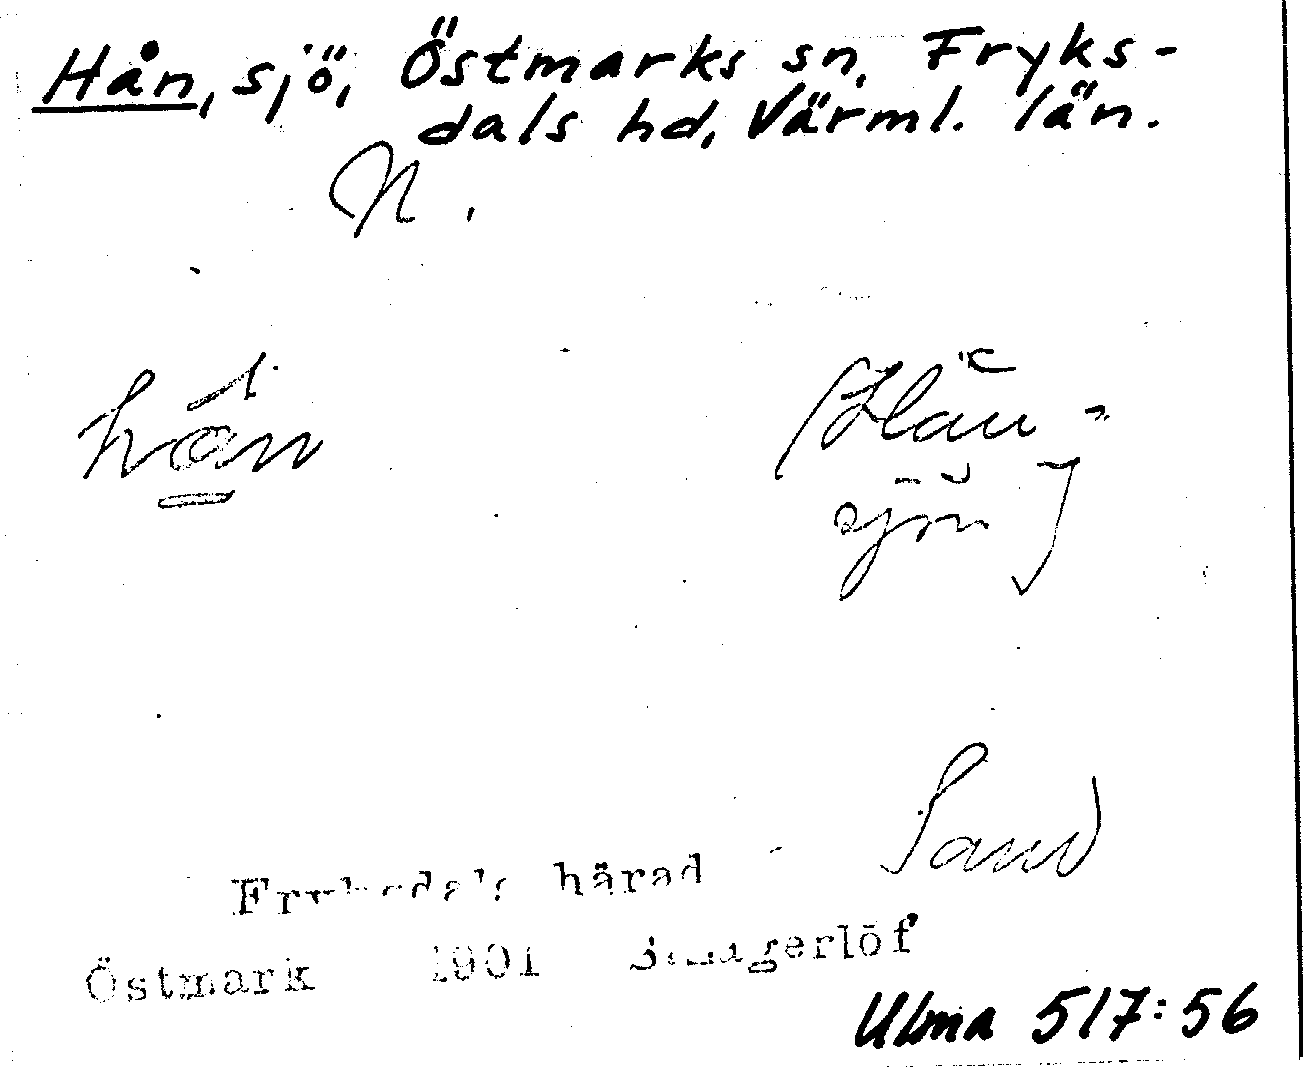 Hån, sjö, Östmarks sn, Fryks-
dals hd, Värml. län.
N.
hån
[Hån-
sjön]
Sand
Fryksdals härad
Östmark 1901 E. Lagerlöf
Ulma 517:56